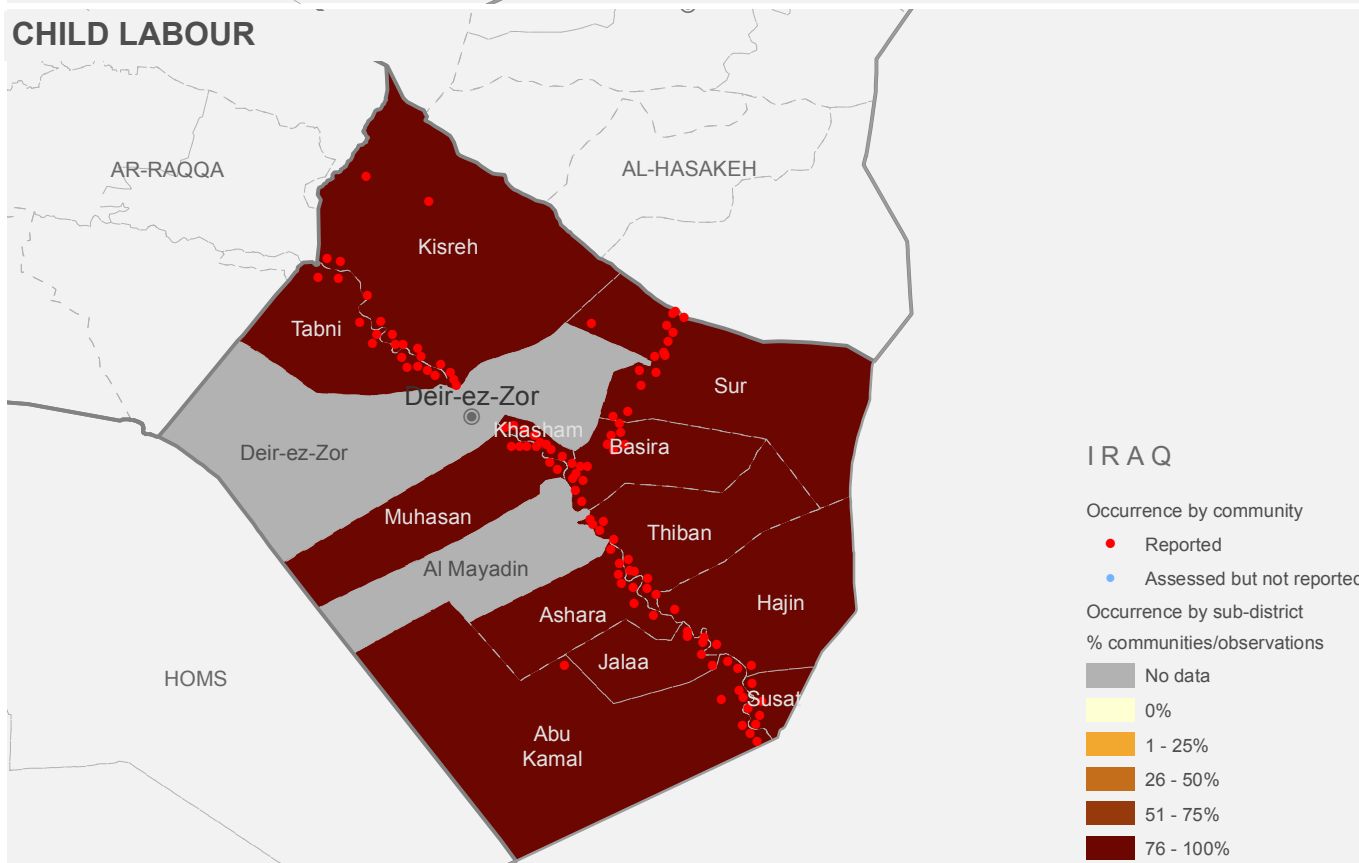 CHILD LABOUR
AR-RAQQA
AL-HASAKEH
Kisreh
Tabni
Sur
Deir-ez-Zor
Khasham
Basira
Deir-ez-Zor
Muhasan
Thiban
Al Mayadin
Hajin
Ashara
Jalaa
HOMS
Susat
Abu
Kamal
IRAQ
Occurrence by community
Reported
Assessed but not reported
Occurrence by sub-district
% communities/observations
No data
0%
1 - 25%
26 - 50%
51 - 75%
76 - 100%